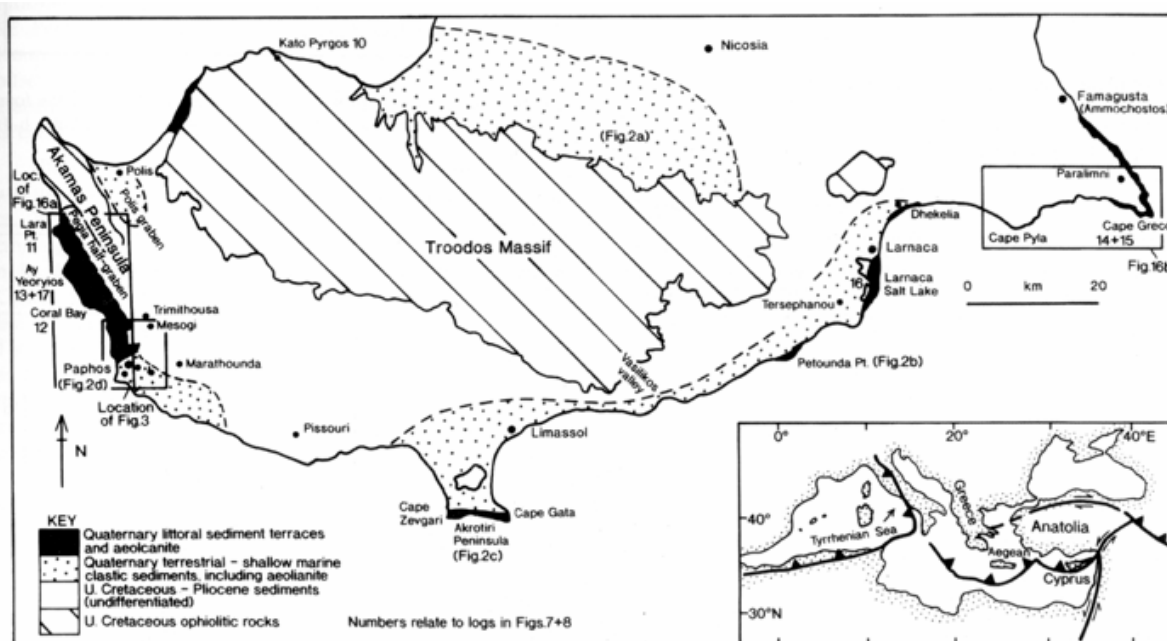 Kato Pyrgos 10
Nicosia
Famagusta
(Ammochostos)
(Fig.2a)
Akamas Peninsula
Polis
Polis graben
Pegia half-graben
Loc.
of
Fig.16a
Lara
Pt.
11
Ay
Yeoryios
13+17
Coral Bay
12
Trimithousa
Mesogi
Marathounda
Paphos
(Fig.2d)
Location
of Fig.3
Troodos Massif
Paralimni
Dhekelia
Cape Pyla
Cape Greco
14+15
Fig.16b
Larnaca
16
Larnaca
Salt Lake
Tersephanou
0 km 20
Petounda Pt. (Fig.2b)
Vasilikos
valley
N
Pissouri
Limassol
Cape
Zevgari
Cape Gata
Akrotiri
Peninsula
(Fig.2c)
KEY
Quaternary littoral sediment terraces
and aeolcanite
Quaternary terrestrial - shallow marine
clastic sediments, including aeolianite
U. Cretaceous - Pliocene sediments
(undifferentiated)
U. Cretaceous ophiolitic rocks
Numbers relate to logs in Figs.7+8
0° 20° 40°E
40°
30°N
Tyrrhenian Sea
Greece
Aegean
Anatolia
Cyprus